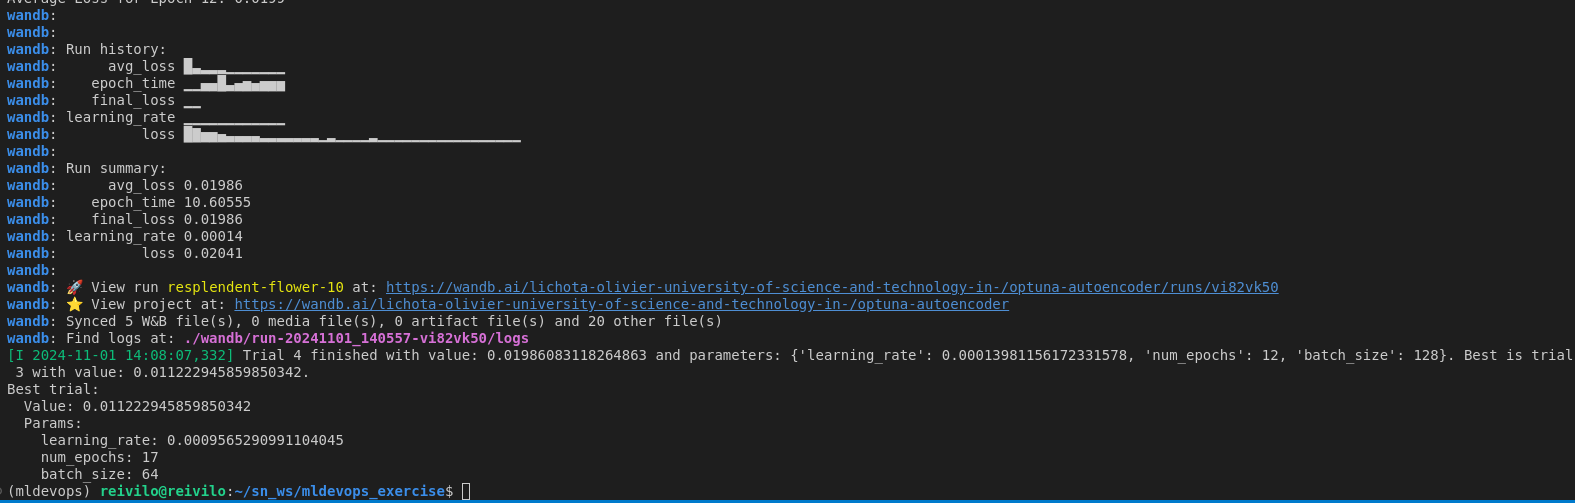 Average Loss for Epoch 12: 0.0199
wandb:
wandb:
wandb: Run history:
wandb:      avg_loss █▄▃▃▃▁▁▁▁▁▁▁
wandb:    epoch_time ▁▁▄▄█▃▄▅▄▅▅▅
wandb:    final_loss ▁▁
wandb: learning_rate ▁▁▁▁▁▁▁▁▁▁▁▁
wandb:          loss █▇▅▅▄▃▃▃▃▂▂▂▂▂▂▂▁▂▁▁▁▁▂▁▁▁▁▁▁▁▁▁▁▁▁▁▁▁▁▁
wandb:
wandb: Run summary:
wandb:      avg_loss 0.01986
wandb:    epoch_time 10.60555
wandb:    final_loss 0.01986
wandb: learning_rate 0.00014
wandb:          loss 0.02041
wandb:
wandb: 🚀 View run resplendent-flower-10 at: https://wandb.ai/lichota-olivier-university-of-science-and-technology-in-/optuna-autoencoder/runs/vi82vk50
wandb: ⭐ View project at: https://wandb.ai/lichota-olivier-university-of-science-and-technology-in-/optuna-autoencoder
wandb: Synced 5 W&B file(s), 0 media file(s), 0 artifact file(s) and 20 other file(s)
wandb: Find logs at: ./wandb/run-20241101_140557-vi82vk50/logs
[I 2024-11-01 14:08:07,332] Trial 4 finished with value: 0.01986083118264863 and parameters: {'learning_rate': 0.00013981156172331578, 'num_epochs': 12, 'batch_size': 128}. Best is trial
 3 with value: 0.011222945859850342.
Best trial:
  Value: 0.011222945859850342
  Params:
    learning_rate: 0.0009565290991104045
    num_epochs: 17
    batch_size: 64
(mldevops) reivilo@reivilo:~/sn_ws/mldevops_exercise$